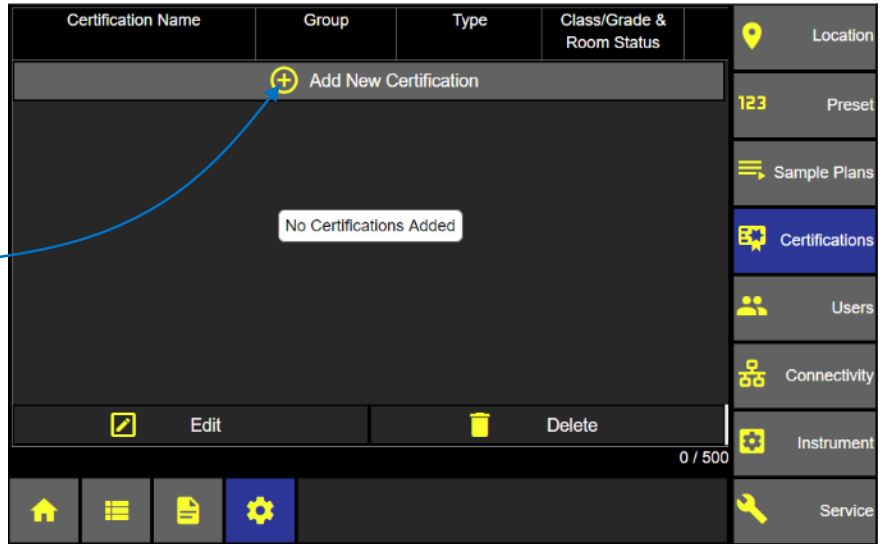 Certification Name Group Type Class/Grade &
Room Status
Add New Certification
No Certifications Added
Edit Delete
0 / 500
Location
123 Preset
Sample Plans
Certifications
Users
Connectivity
Instrument
Service